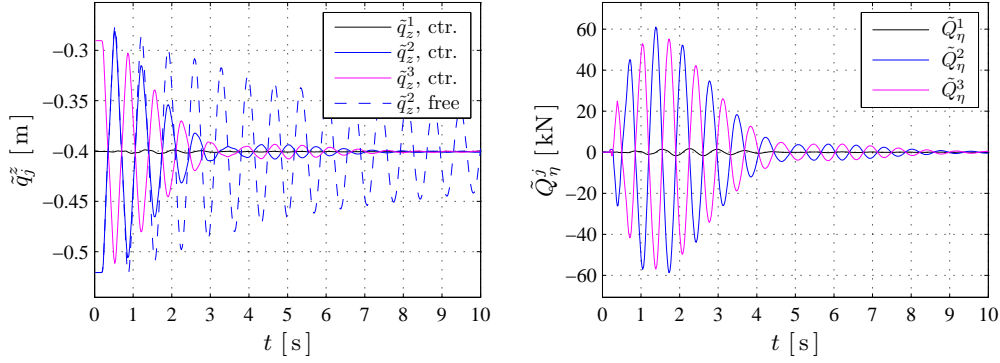 −0.3
−0.35
−0.4
−0.45
−0.5
q̃ⱼᶻ [ m ]
0 1 2 3 4 5 6 7 8 9 10
t [ s ]
q̃_z^1, ctr.
q̃_z^2, ctr.
q̃_z^3, ctr.
q̃_z^2, free
60
40
20
0
−20
−40
−60
Q̃_η^j [ kN ]
0 1 2 3 4 5 6 7 8 9 10
t [ s ]
Q̃_η^1
Q̃_η^2
Q̃_η^3